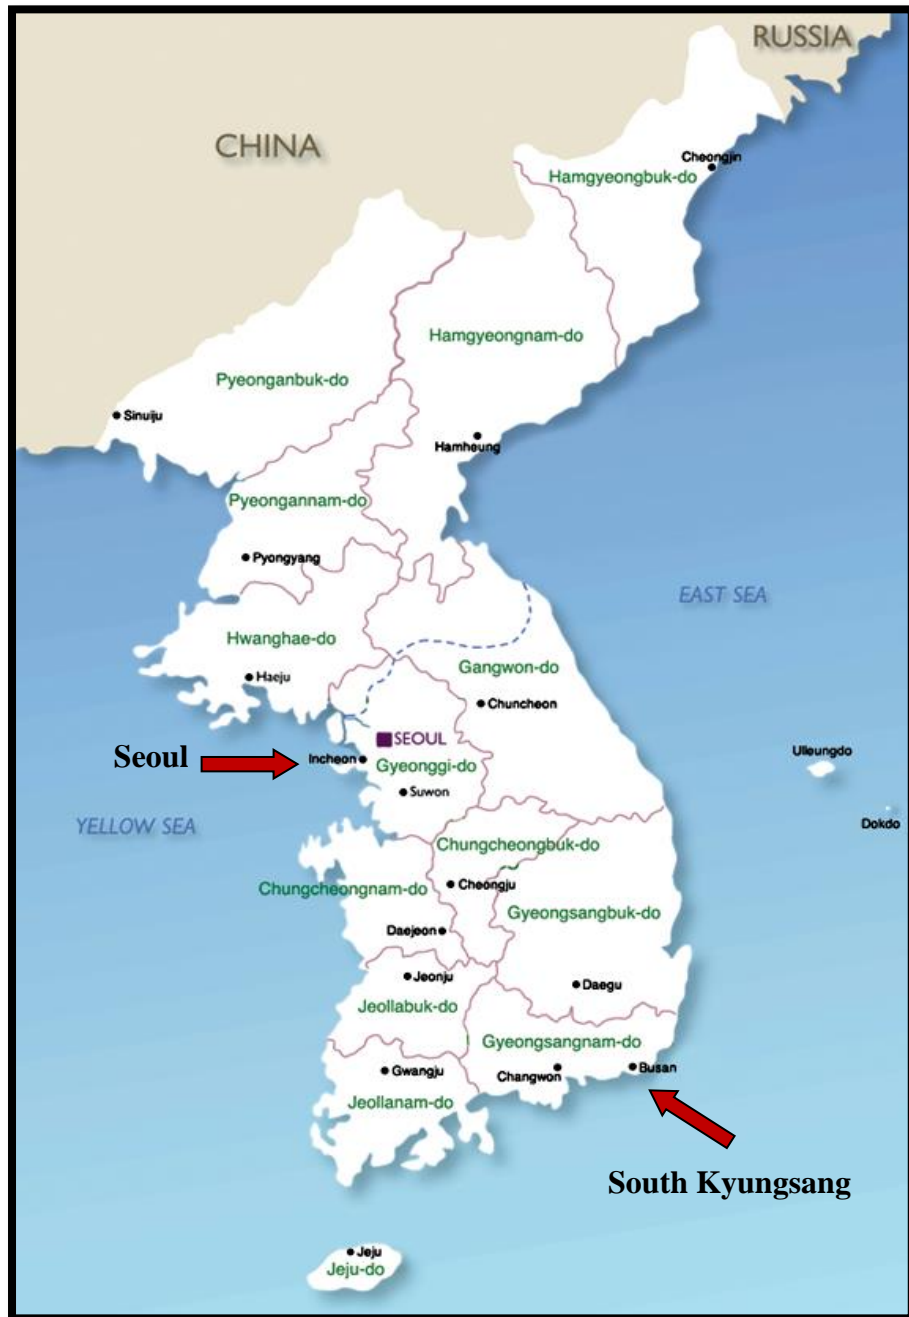 RUSSIA
CHINA
Cheongjin
Hamgyeongbuk-do
Hamgyeongnam-do
Pyeonganbuk-do
Sinuiju
Hamheung
Pyeongannam-do
Pyongyang
EAST SEA
Hwanghae-do
Gangwon-do
Haeju
Chuncheon
SEOUL
Seoul
Incheon
Gyeonggi-do
Ulleungdo
Suwon
YELLOW SEA
Dokdo
Chungcheongbuk-do
Chungcheongnam-do
Cheongju
Gyeongsangbuk-do
Daejeon
Jeonju
Daegu
Jeollabuk-do
Gyeongsangnam-do
Gwangju
Changwon
Busan
Jeollanam-do
South Kyungsang
Jeju
Jeju-do